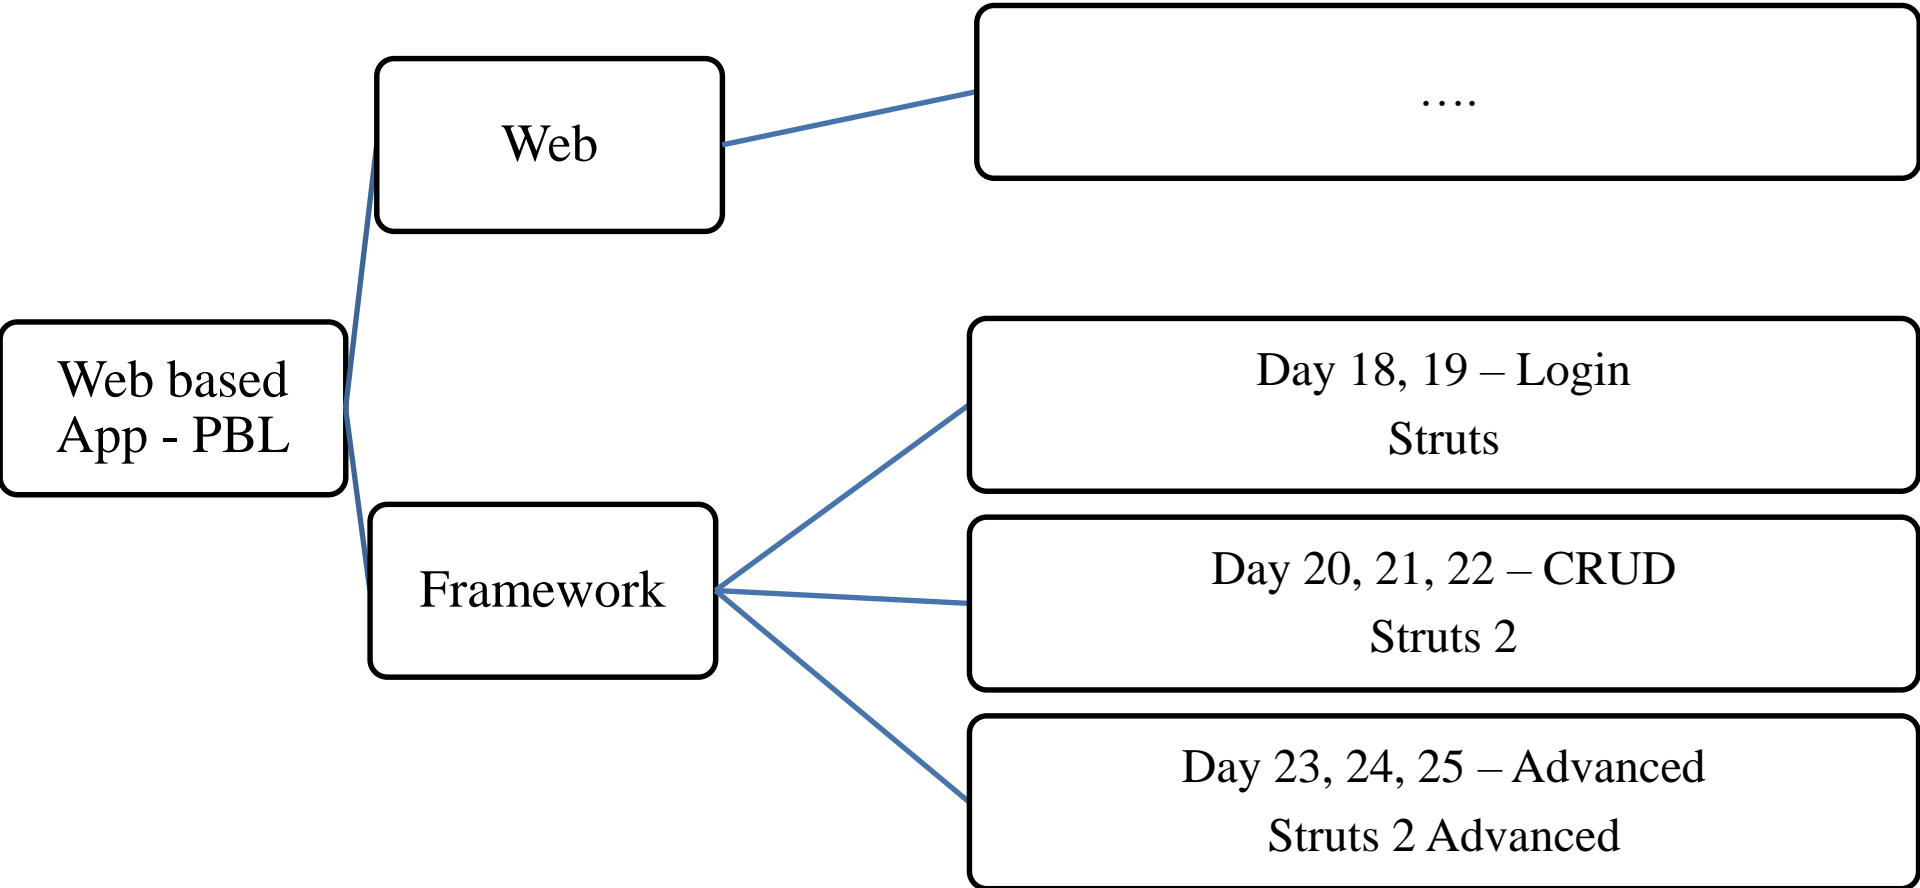 Web based
App - PBL
Web
….
Framework
Day 18, 19 – Login
Struts
Day 20, 21, 22 – CRUD
Struts 2
Day 23, 24, 25 – Advanced
Struts 2 Advanced